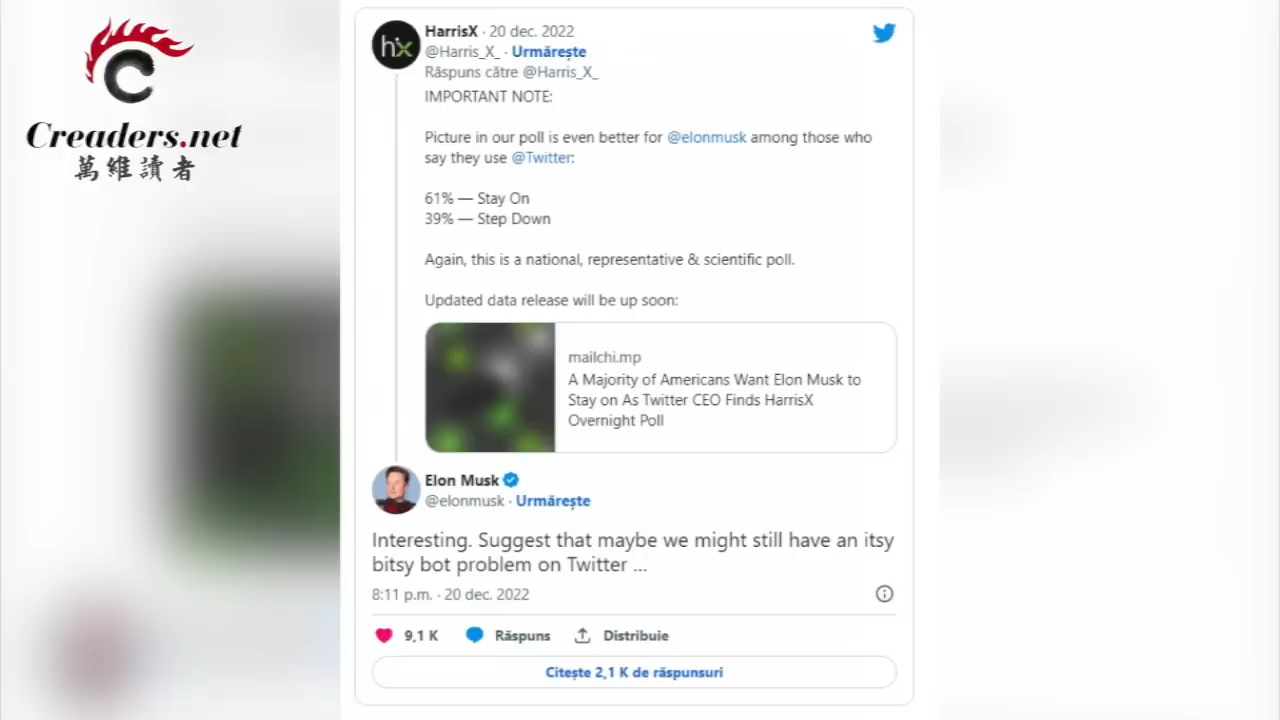 Creaders.net
萬維讀者
HarrisX · 20 dec. 2022
@Harris_X_ · Urmărește
Răspuns către @Harris_X_
IMPORTANT NOTE:
Picture in our poll is even better for @elonmusk among those who
say they use @Twitter:
61% — Stay On
39% — Step Down
Again, this is a national, representative & scientific poll.
Updated data release will be up soon:
mailchi.mp
A Majority of Americans Want Elon Musk to
Stay on As Twitter CEO Finds HarrisX
Overnight Poll
Elon Musk
@elonmusk · Urmărește
Interesting. Suggest that maybe we might still have an itsy
bitsy bot problem on Twitter ...
8:11 p.m. · 20 dec. 2022
9,1 K Răspuns Distribuie
Citește 2,1 K de răspunsuri